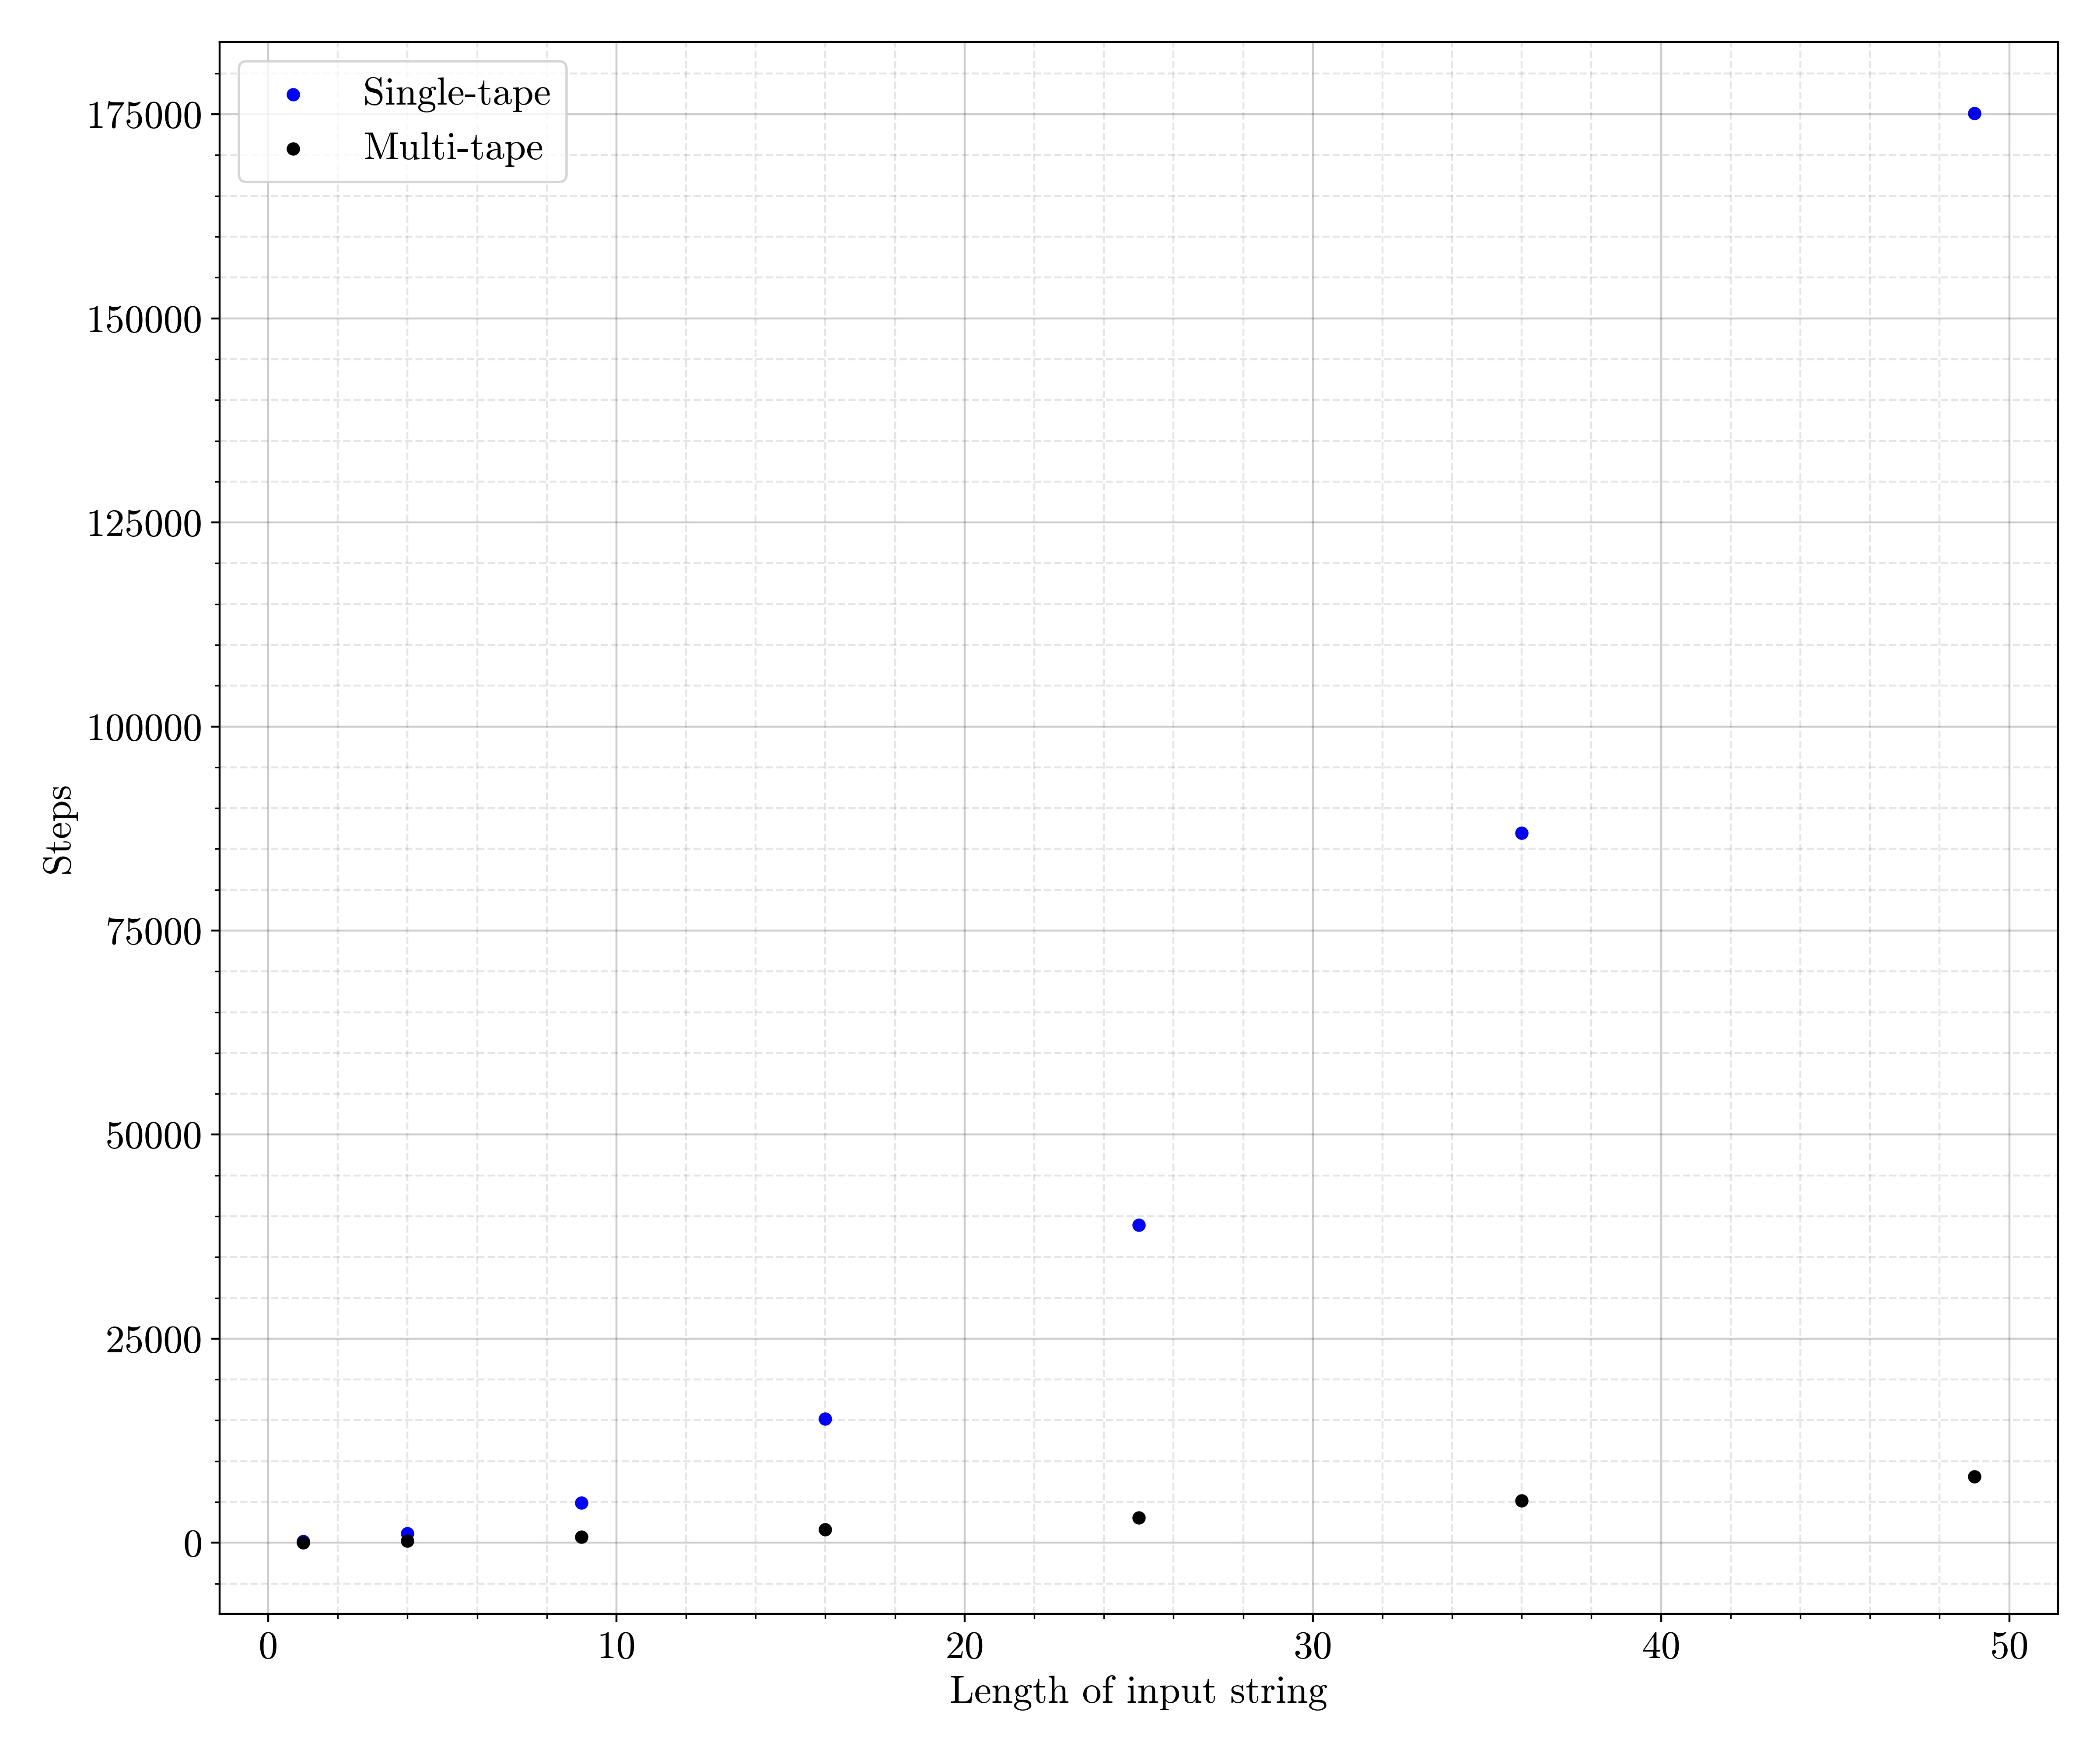 Single-tape
Multi-tape
175000
150000
125000
100000
75000
50000
25000
0
Steps
0 10 20 30 40 50
Length of input string